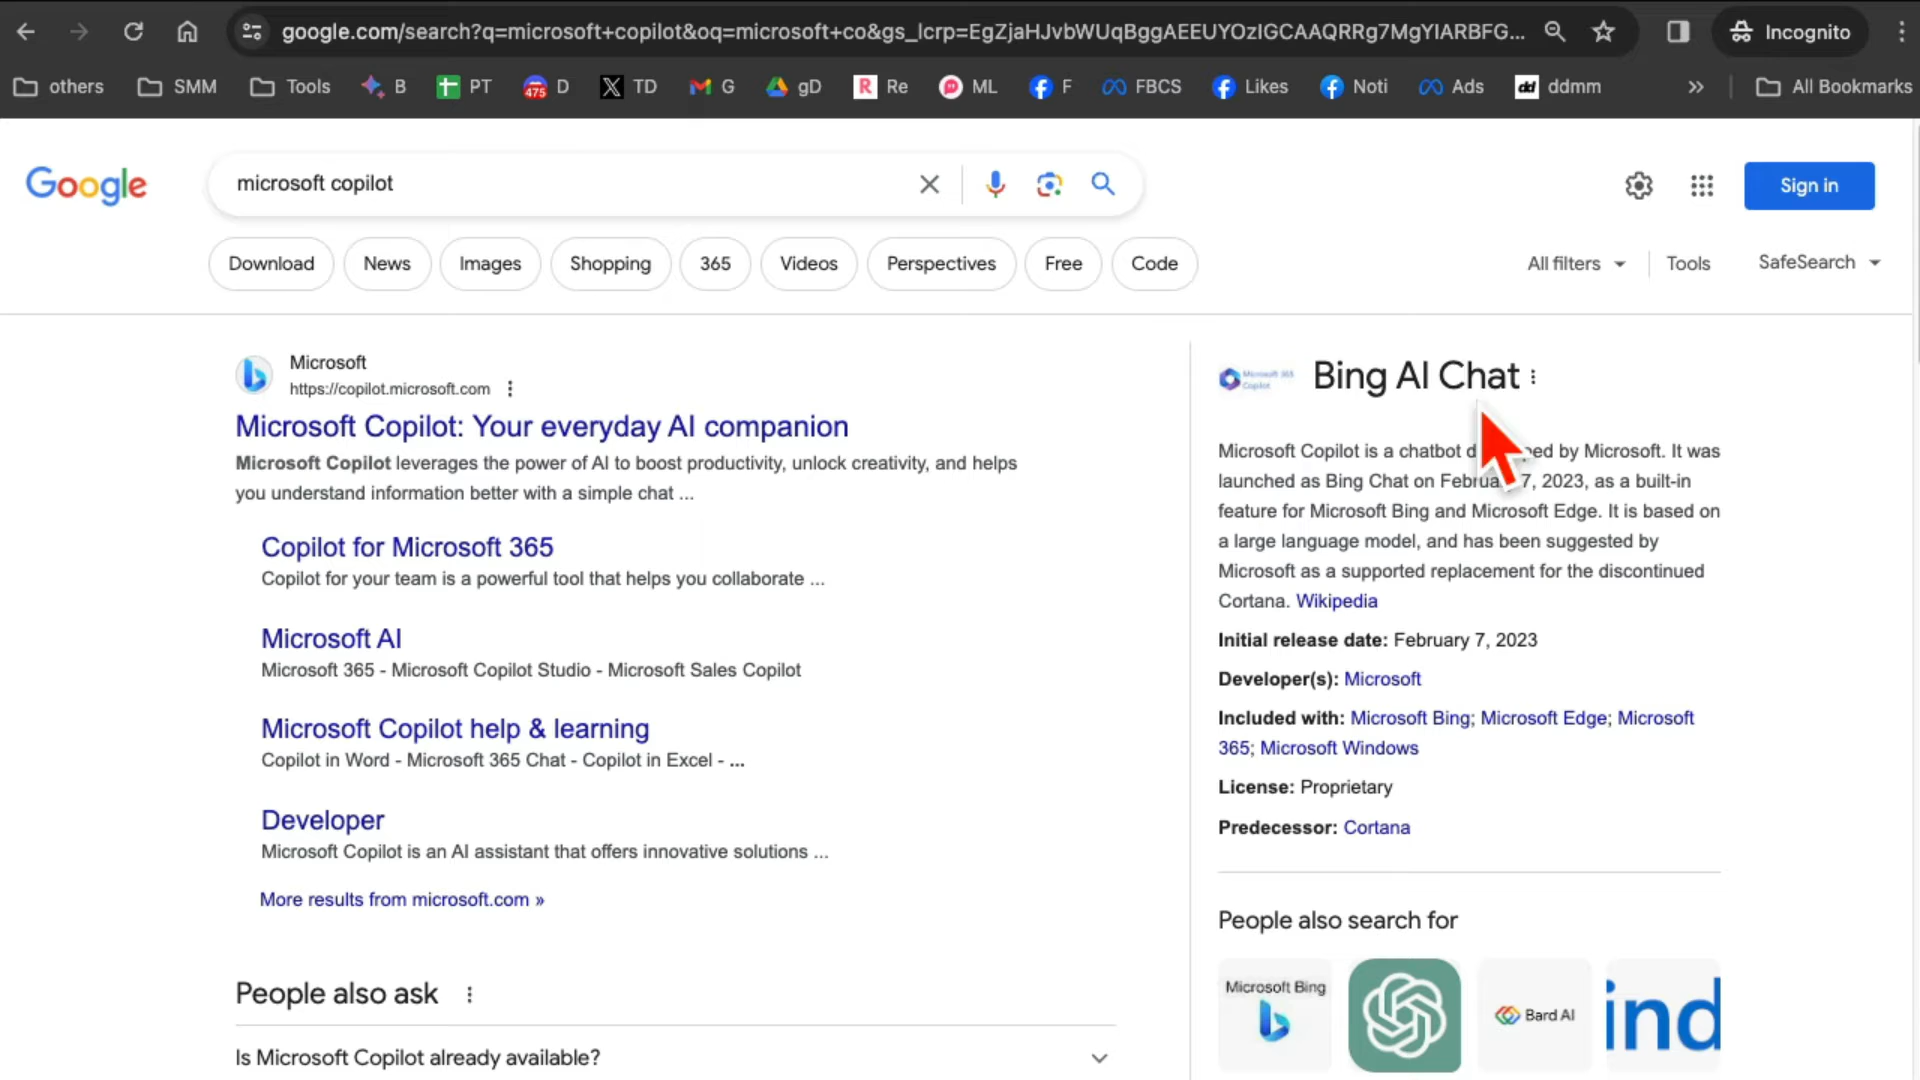 google.com/search?q=microsoft+copilot&oq=microsoft+co&gs_lcrp=EgZjaHJvbWUqBggAEEUYOzIGCAAQRRg7MgYIARBFG...
Incognito
others
SMM
Tools
B
PT
475
D
TD
G
gD
R Re
ML
F
FBCS
Likes
Noti
Ads
dd ddmm
»
All Bookmarks
Google
microsoft copilot
Sign in
Download
News
Images
Shopping
365
Videos
Perspectives
Free
Code
All filters
Tools
SafeSearch
Microsoft
https://copilot.microsoft.com
Microsoft Copilot: Your everyday AI companion
Microsoft Copilot leverages the power of AI to boost productivity, unlock creativity, and helps
you understand information better with a simple chat ...
Copilot for Microsoft 365
Copilot for your team is a powerful tool that helps you collaborate ...
Microsoft AI
Microsoft 365 - Microsoft Copilot Studio - Microsoft Sales Copilot
Microsoft Copilot help & learning
Copilot in Word - Microsoft 365 Chat - Copilot in Excel - ...
Developer
Microsoft Copilot is an AI assistant that offers innovative solutions ...
More results from microsoft.com »
People also ask
Is Microsoft Copilot already available?
Microsoft 365
Copilot
Bing AI Chat
Microsoft Copilot is a chatbot d ped by Microsoft. It was
launched as Bing Chat on Februa 7, 2023, as a built-in
feature for Microsoft Bing and Microsoft Edge. It is based on
a large language model, and has been suggested by
Microsoft as a supported replacement for the discontinued
Cortana. Wikipedia
Initial release date: February 7, 2023
Developer(s): Microsoft
Included with: Microsoft Bing; Microsoft Edge; Microsoft
365; Microsoft Windows
License: Proprietary
Predecessor: Cortana
People also search for
Microsoft Bing
Bard AI
ind